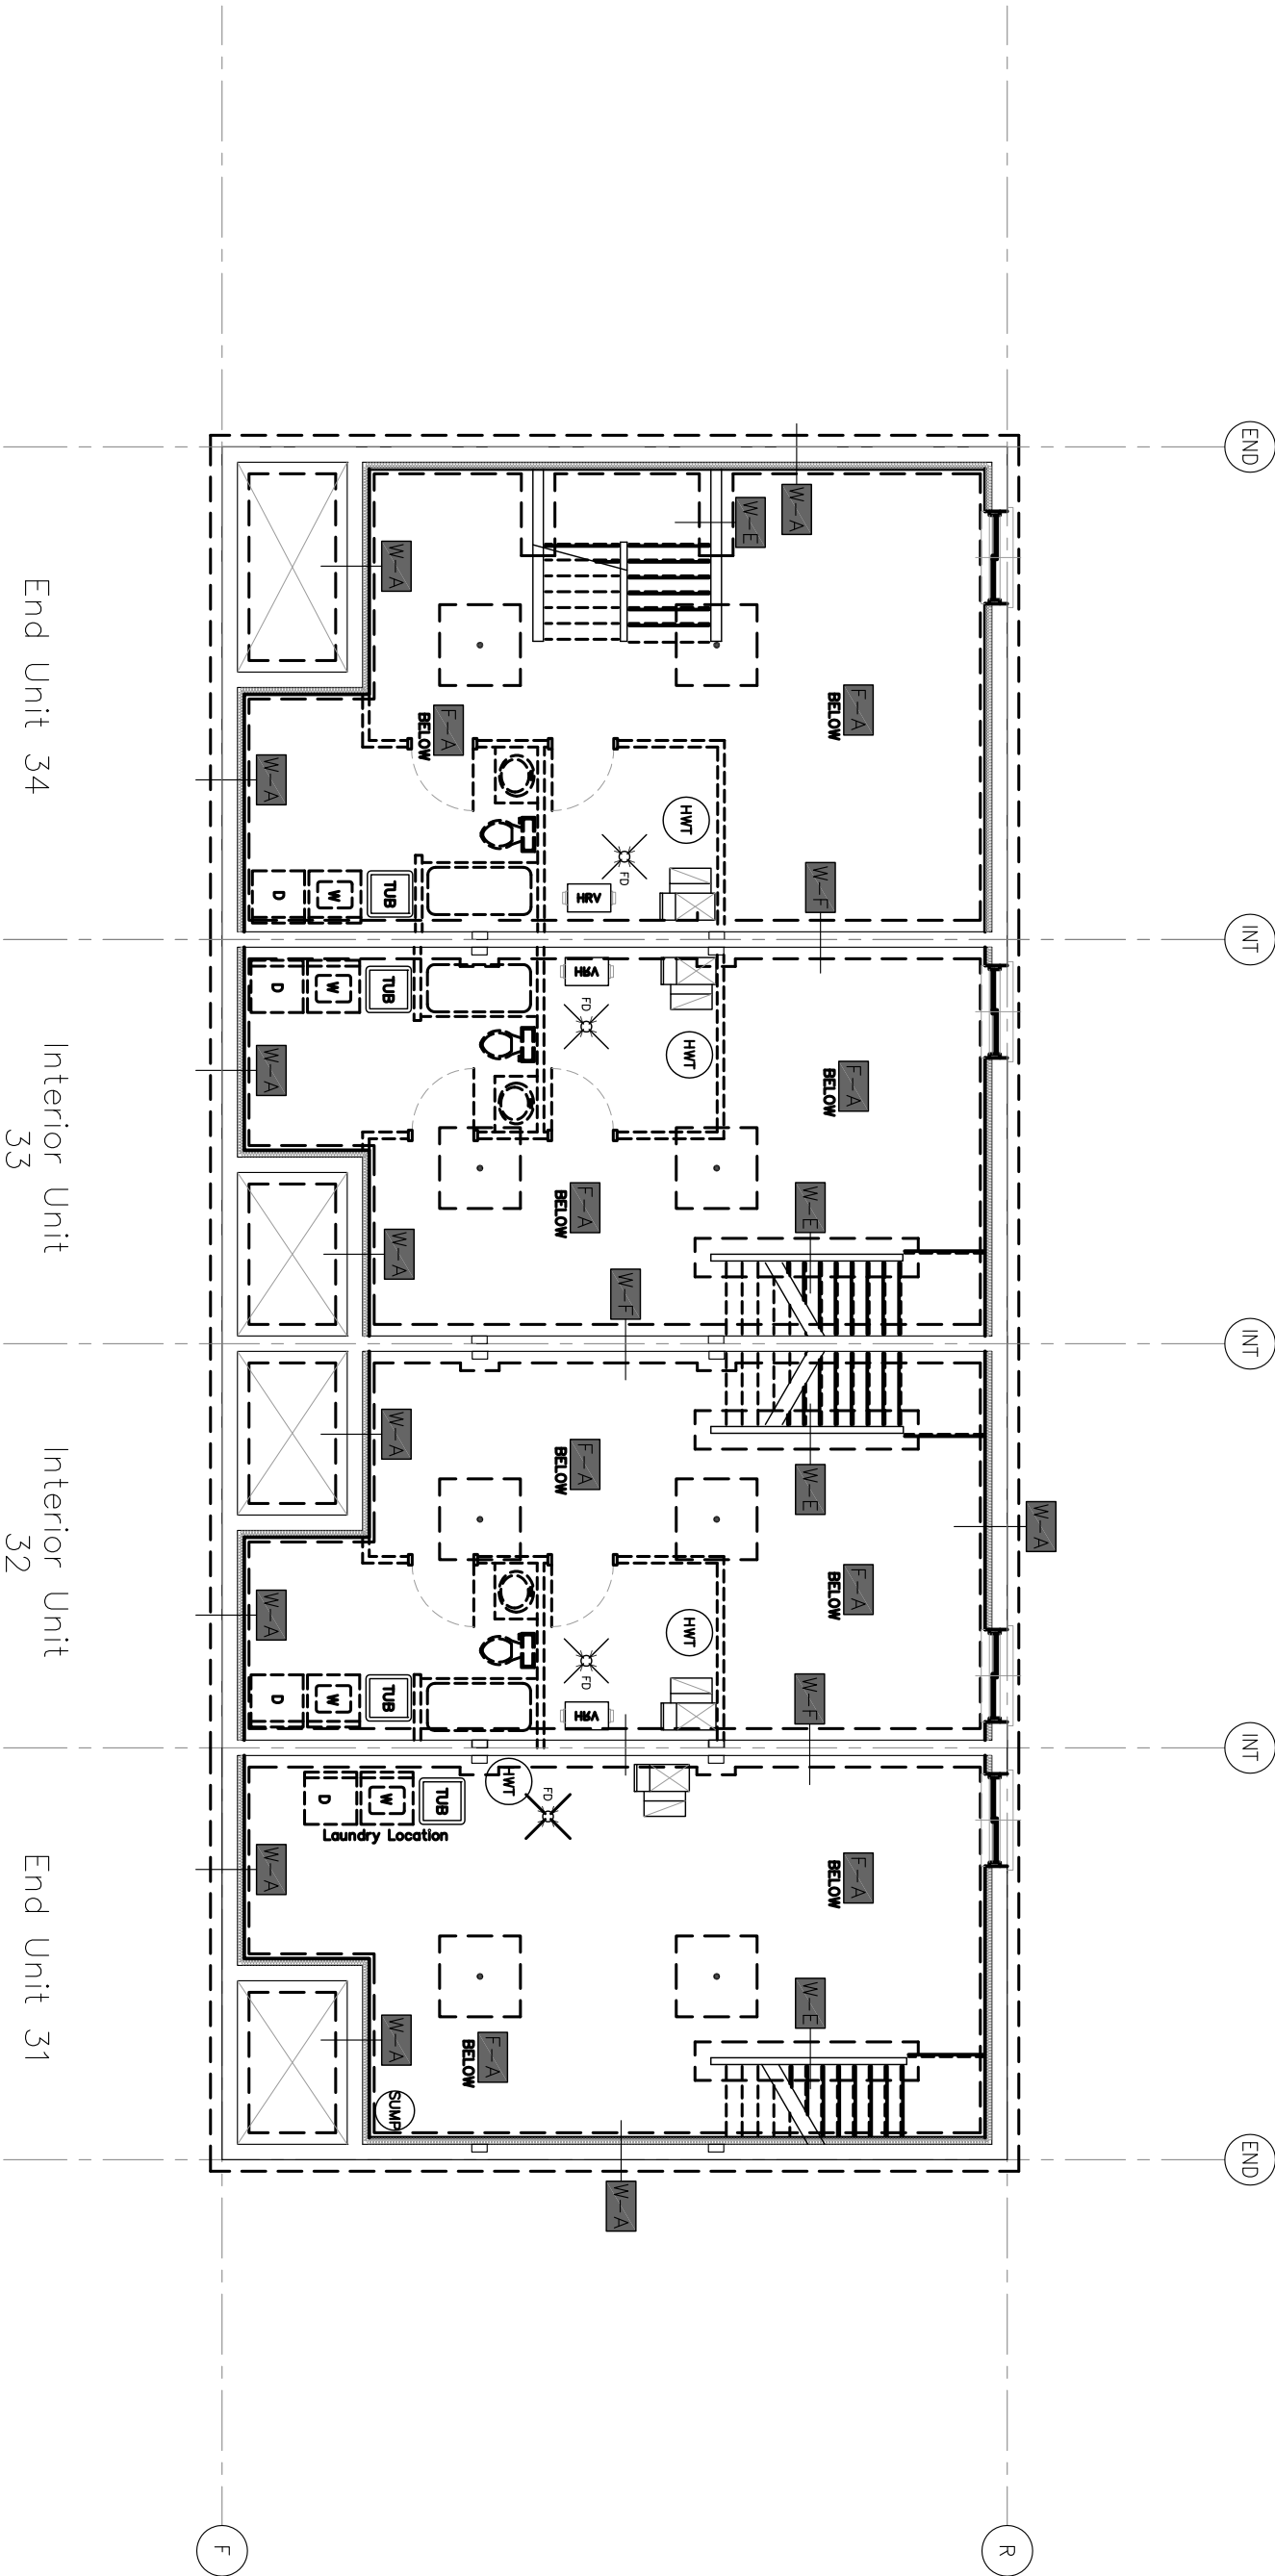 END
INT
INT
INT
END
W-A
R
F-A
BELOW
F-A
BELOW
F-A
BELOW
F-A
BELOW
W-F
W-E
W-E
W-F
W-E
W-A
W-E
HWT
HWT
HWT
W-F
FD
W-A
HRV
HRV
FD
F-A
BELOW
F-A
BELOW
FD
HRV
FD
HWT
F-A
BELOW
F-A
BELOW
TUB
W-A
TUB
TUB
W-A
W-A
TUB
W-A
SUMP
W
Laundry Location
D
W
W
W
D
D
D
W-A
W-A
W-A
W-A
F
End Unit 34
Interior Unit
33
Interior Unit
32
End Unit 31